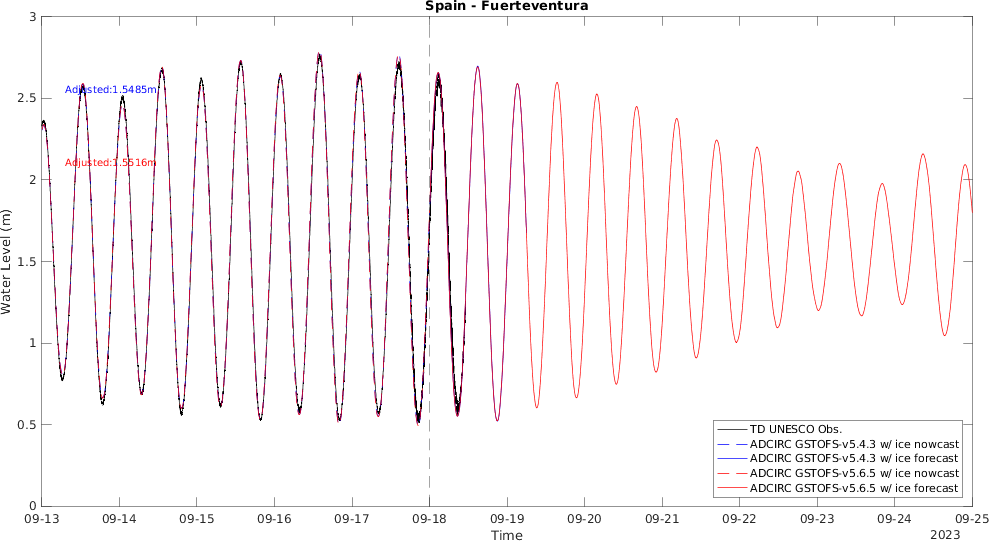 Spain - Fuerteventura
3
2.5
2
1.5
1
0.5
0
Water Level (m)
Adjusted:1.5485m
Adjusted:1.5516m
TD UNESCO Obs.
ADCIRC GSTOFS-v5.4.3 w/ ice nowcast
ADCIRC GSTOFS-v5.4.3 w/ ice forecast
ADCIRC GSTOFS-v5.6.5 w/ ice nowcast
ADCIRC GSTOFS-v5.6.5 w/ ice forecast
09-13 09-14 09-15 09-16 09-17 09-18 09-19 09-20 09-21 09-22 09-23 09-24 09-25
Time
2023